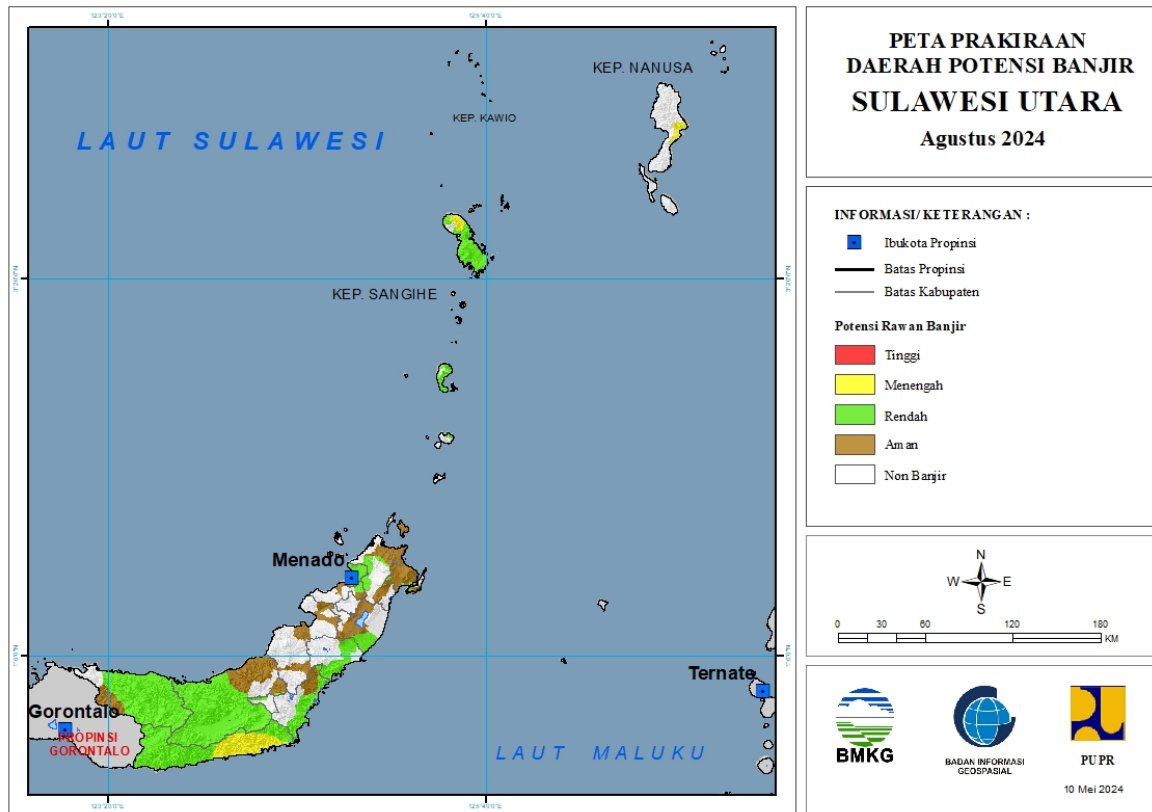 PETA PRAKIRAAN
DAERAH POTENSI BANJIR
SULAWESI UTARA
Agustus 2024
INFORMASI/ KETERANGAN :
Ibukota Propinsi
Batas Propinsi
Batas Kabupaten
Potensi Rawan Banjir
Tinggi
Menengah
Rendah
Aman
Non Banjir
N
W E
S
0 30 60 120 180
KM
BMKG
BADAN INFORMASI
GEOSPASIAL
PUPR
10 Mei 2024
KEP. NANUSA
KEP. KAWIO
LAUT SULAWESI
KEP. SANGIHE
Menado
Ternate
Gorontalo
PROPINSI
GORONTALO
LAUT MALUKU